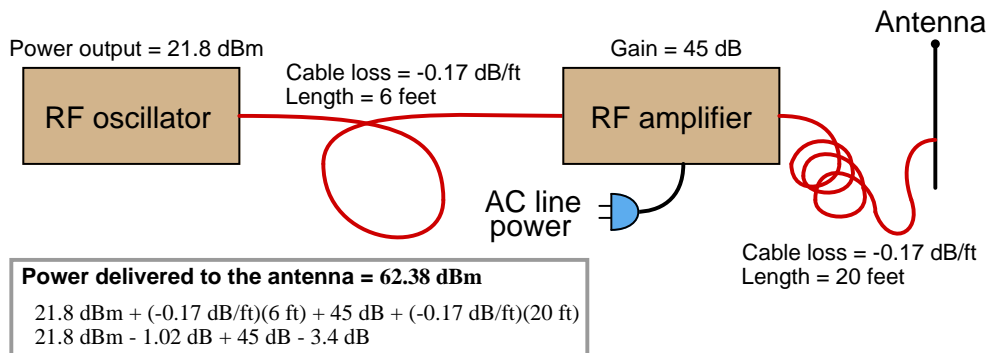 Antenna
Power output = 21.8 dBm
Gain = 45 dB
Cable loss = -0.17 dB/ft
Length = 6 feet
RF oscillator
RF amplifier
AC line
power
Cable loss = -0.17 dB/ft
Length = 20 feet
Power delivered to the antenna = 62.38 dBm
21.8 dBm + (-0.17 dB/ft)(6 ft) + 45 dB + (-0.17 dB/ft)(20 ft)
21.8 dBm - 1.02 dB + 45 dB - 3.4 dB